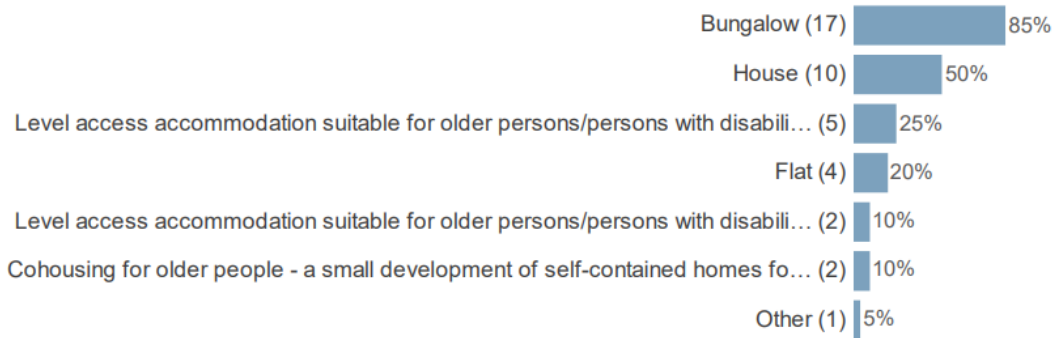 Bungalow (17) 85%
House (10) 50%
Level access accommodation suitable for older persons/persons with disabili… (5) 25%
Flat (4) 20%
Level access accommodation suitable for older persons/persons with disabili… (2) 10%
Cohousing for older people - a small development of self-contained homes fo… (2) 10%
Other (1) 5%